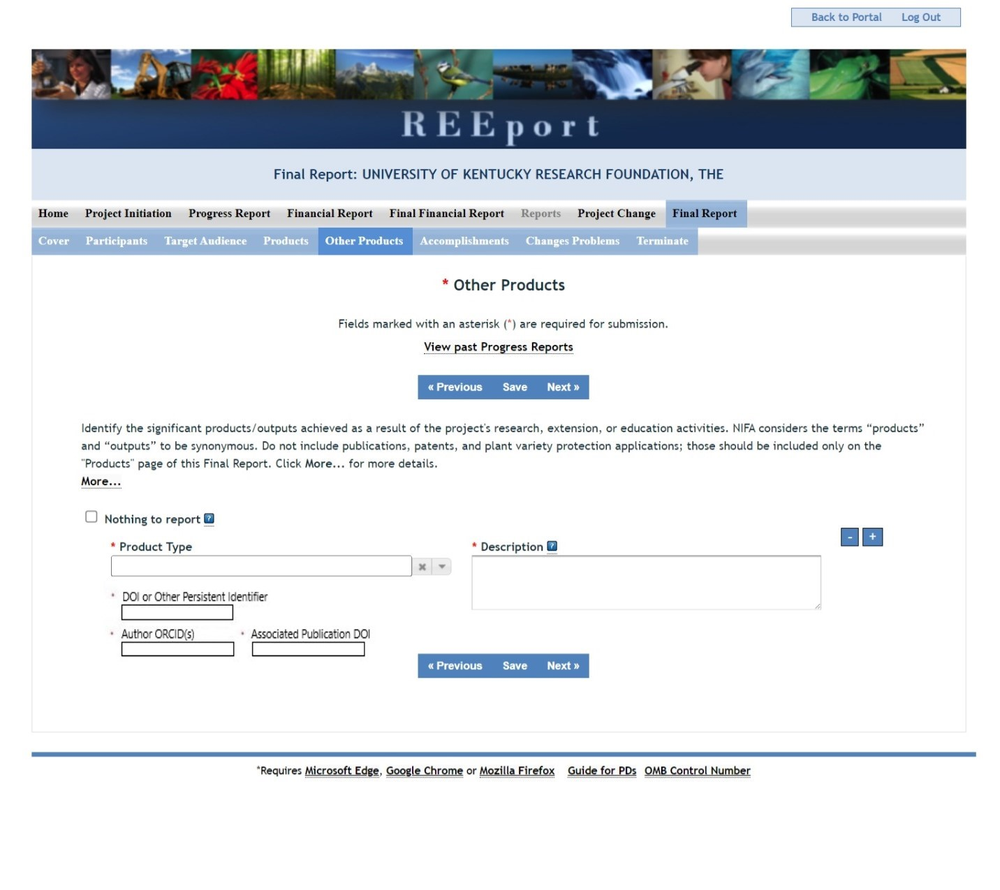 Back to Portal Log Out
REEport
Final Report: UNIVERSITY OF KENTUCKY RESEARCH FOUNDATION, THE
Home Project Initiation Progress Report Financial Report Final Financial Report Reports Project Change Final Report
Cover Participants Target Audience Products Other Products Accomplishments Changes Problems Terminate
* Other Products
Fields marked with an asterisk (*) are required for submission.
View past Progress Reports
« Previous Save Next »
Identify the significant products/outputs achieved as a result of the project's research, extension, or education activities. NIFA considers the terms “products”
and “outputs” to be synonymous. Do not include publications, patents, and plant variety protection applications; those should be included only on the
"Products" page of this Final Report. Click More... for more details.
More...
Nothing to report ?
- +
* Product Type * Description ?
* DOI or Other Persistent Identifier
* Author ORCID(s) * Associated Publication DOI
« Previous Save Next »
*Requires Microsoft Edge, Google Chrome or Mozilla Firefox Guide for PDs OMB Control Number